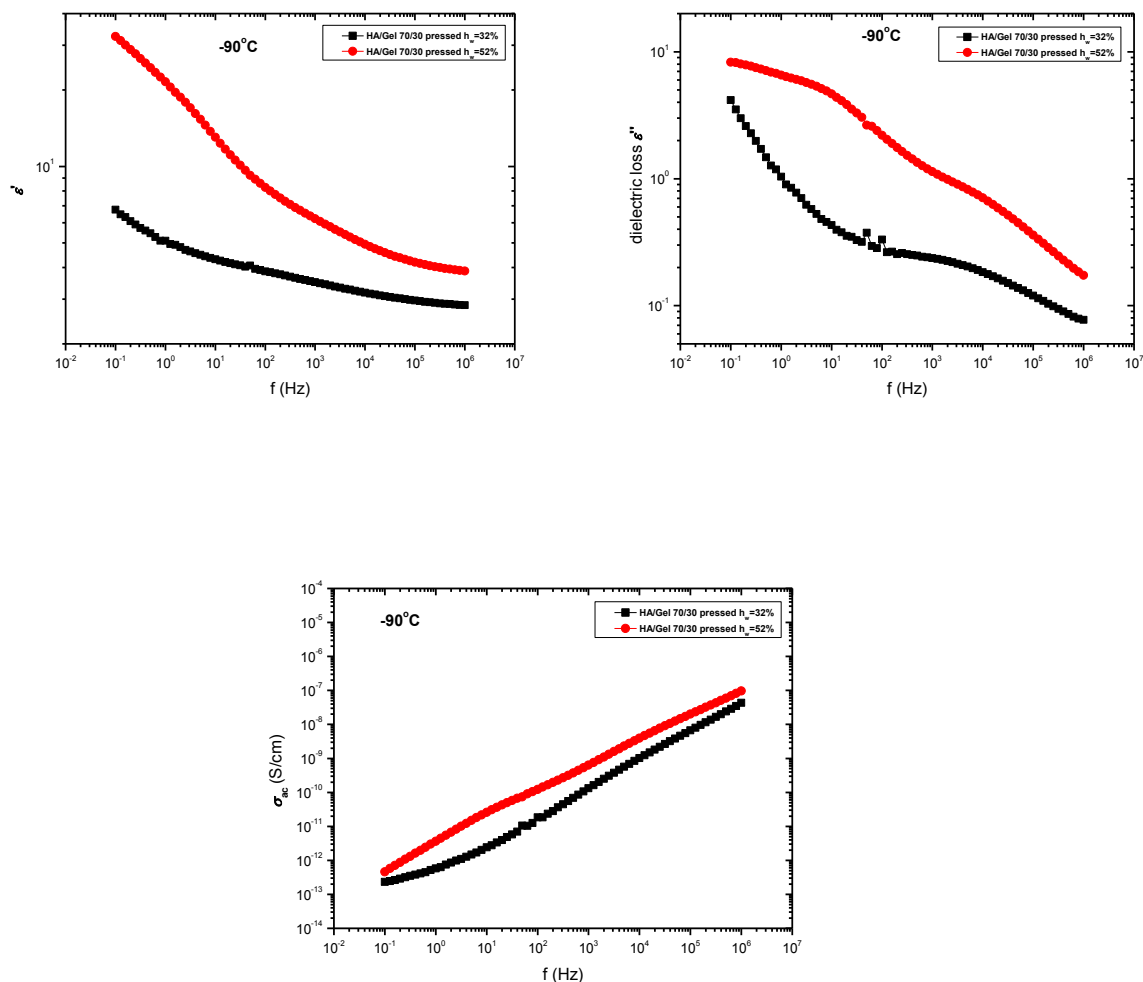 -90°C
HA/Gel 70/30 pressed h_w=32%
HA/Gel 70/30 pressed h_w=52%
10¹
ε'
10⁻² 10⁻¹ 10⁰ 10¹ 10² 10³ 10⁴ 10⁵ 10⁶ 10⁷
f (Hz)
-90°C
HA/Gel 70/30 pressed h_w=32%
HA/Gel 70/30 pressed h_w=52%
10¹
10⁰
10⁻¹
dielectric loss ε''
10⁻² 10⁻¹ 10⁰ 10¹ 10² 10³ 10⁴ 10⁵ 10⁶ 10⁷
f (Hz)
-90°C
HA/Gel 70/30 pressed h_w=32%
HA/Gel 70/30 pressed h_w=52%
10⁻⁴
10⁻⁵
10⁻⁶
10⁻⁷
10⁻⁸
10⁻⁹
10⁻¹⁰
10⁻¹¹
10⁻¹²
10⁻¹³
10⁻¹⁴
σ_ac (S/cm)
10⁻² 10⁻¹ 10⁰ 10¹ 10² 10³ 10⁴ 10⁵ 10⁶ 10⁷
f (Hz)